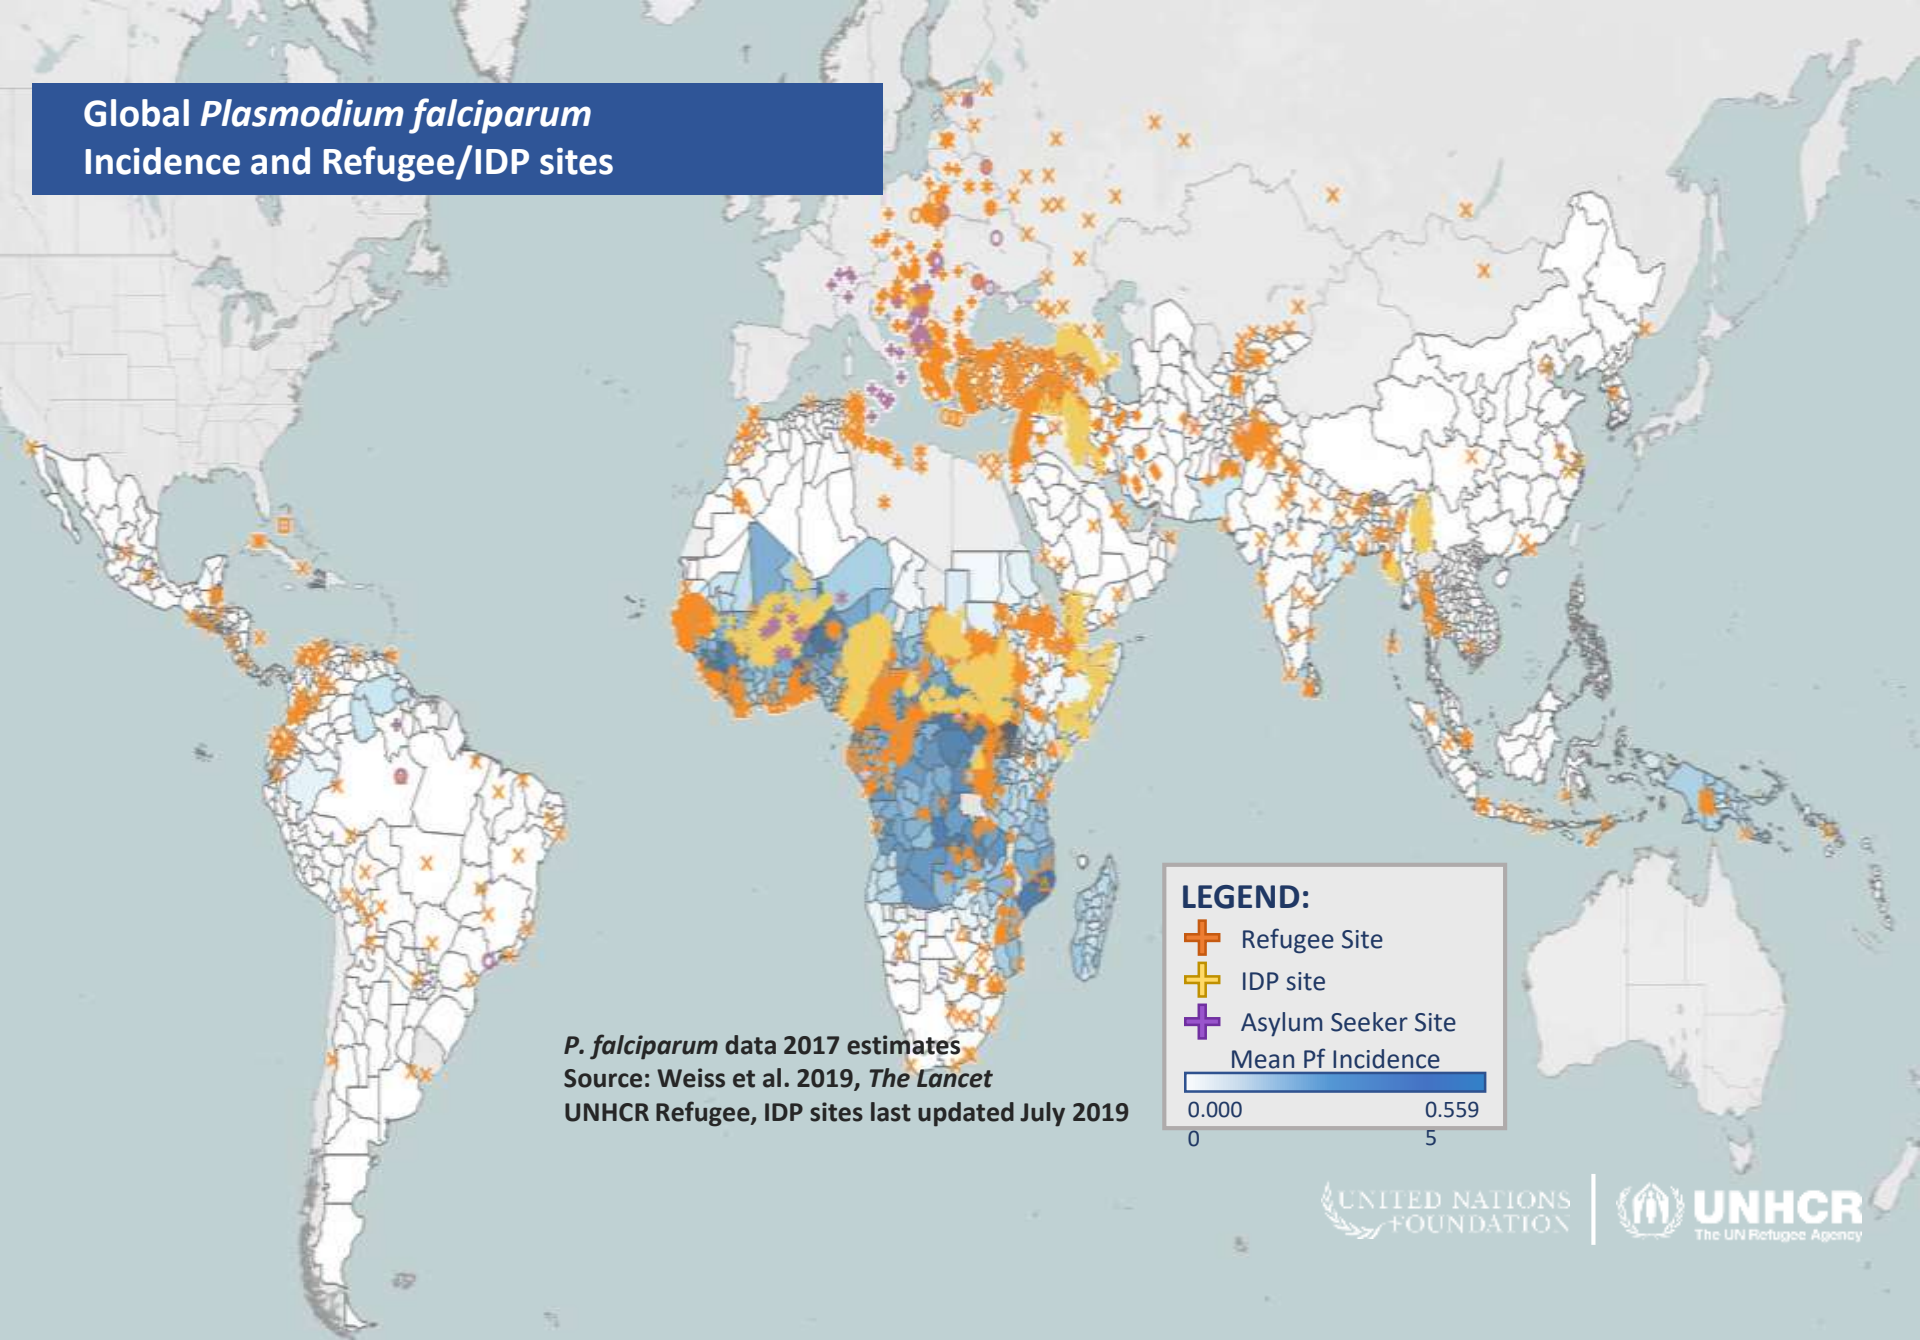 Global Plasmodium falciparum
Incidence and Refugee/IDP sites
LEGEND:
Refugee Site
IDP site
Asylum Seeker Site
Mean Pf Incidence
0.000 0.559
0 5
P. falciparum data 2017 estimates
Source: Weiss et al. 2019, The Lancet
UNHCR Refugee, IDP sites last updated July 2019
UNITED NATIONS
FOUNDATION
UNHCR
The UN Refugee Agency